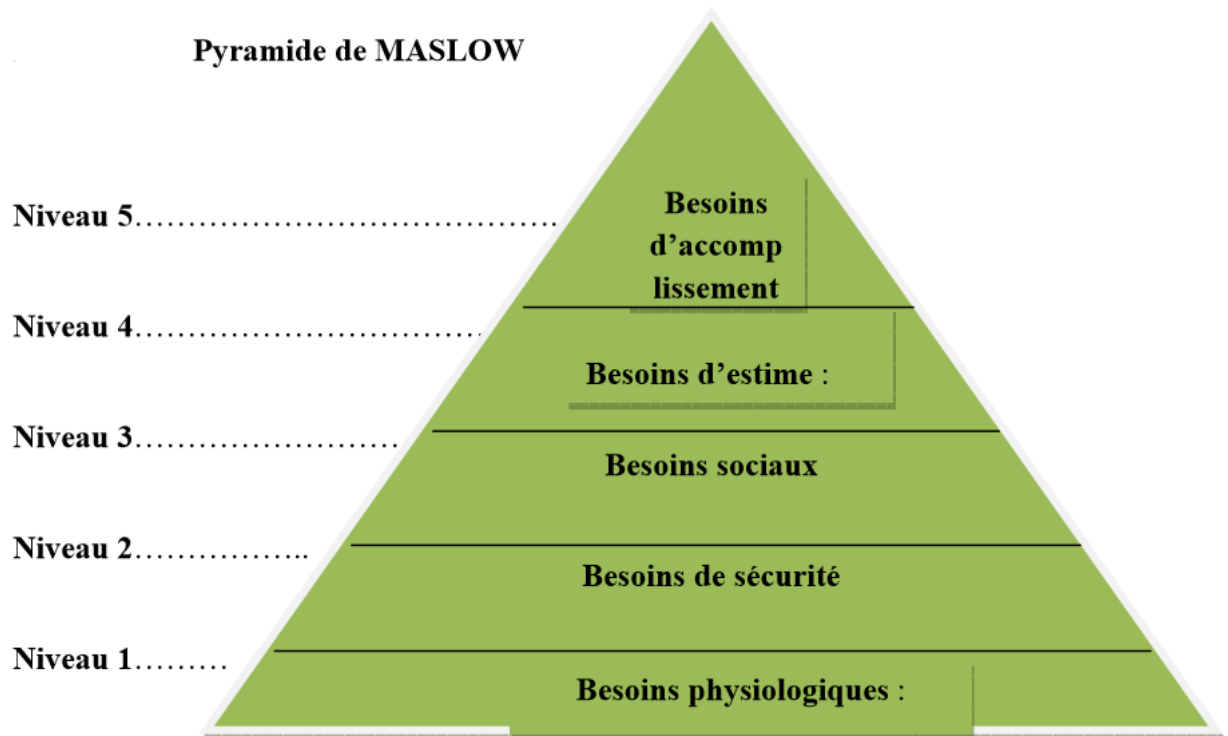 Pyramide de MASLOW
Niveau 5……………………………………
Besoins
d’accomp
lissement
Niveau 4……………………………
Besoins d’estime :
Niveau 3………………………
Besoins sociaux
Niveau 2……………..
Besoins de sécurité
Niveau 1………
Besoins physiologiques :